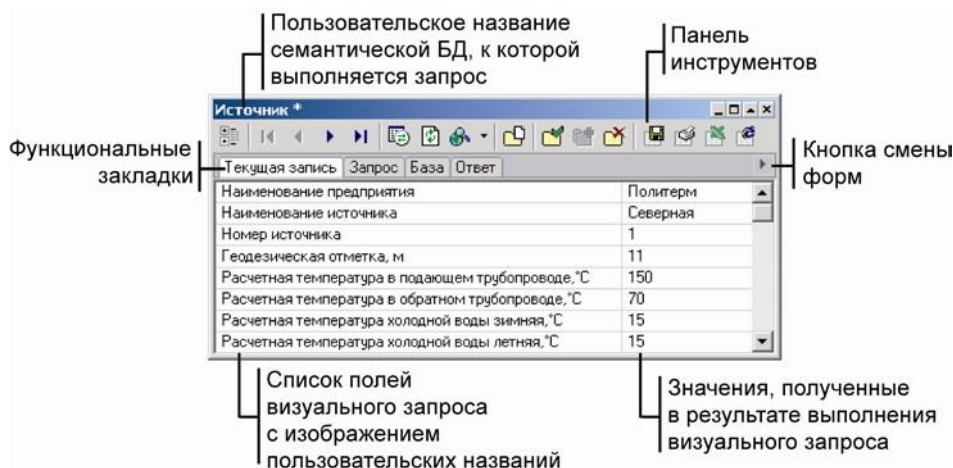 Пользовательское название
семантической БД, к которой
выполняется запрос
Панель
инструментов
Источник *
Функциональные
закладки
Кнопка смены
форм
Текущая запись Запрос База Ответ
Наименование предприятия Политерм
Наименование источника Северная
Номер источника 1
Геодезическая отметка, м 11
Расчетная температура в подающем трубопроводе,°С 150
Расчетная температура в обратном трубопроводе,°С 70
Расчетная температура холодной воды зимняя,°С 15
Расчетная температура холодной воды летняя,°С 15
Список полей
визуального запроса
с изображением
пользовательских названий
Значения, полученные
в результате выполнения
визуального запроса